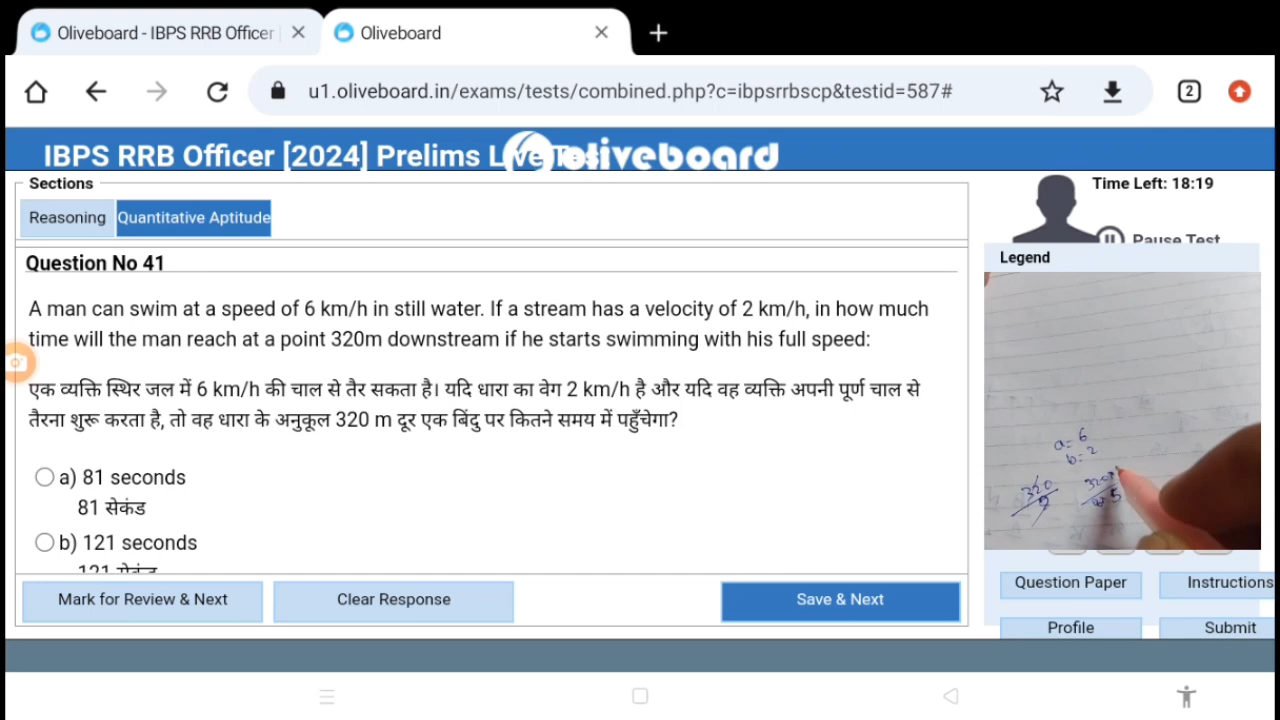 Oliveboard - IBPS RRB Officer
Oliveboard
u1.oliveboard.in/exams/tests/combined.php?c=ibpsrrbscp&testid=587#
2
IBPS RRB Officer [2024] Prelims Live Test
oliveboard
Sections
Reasoning
Quantitative Aptitude
Time Left: 18:19
Pause Test
Question No 41
Legend
A man can swim at a speed of 6 km/h in still water. If a stream has a velocity of 2 km/h, in how much
time will the man reach at a point 320m downstream if he starts swimming with his full speed:
एक व्यक्ति स्थिर जल में 6 km/h की चाल से तैर सकता है। यदि धारा का वेग 2 km/h है और यदि वह व्यक्ति अपनी पूर्ण चाल से
तैरना शुरू करता है, तो वह धारा के अनुकूल 320 m दूर एक बिंदु पर कितने समय में पहुँचेगा?
a) 81 seconds
81 सेकंड
b) 121 seconds
121 सेकंड
a=6
b=2
320
Mark for Review & Next
Clear Response
Save & Next
Question Paper
Instructions
Profile
Submit